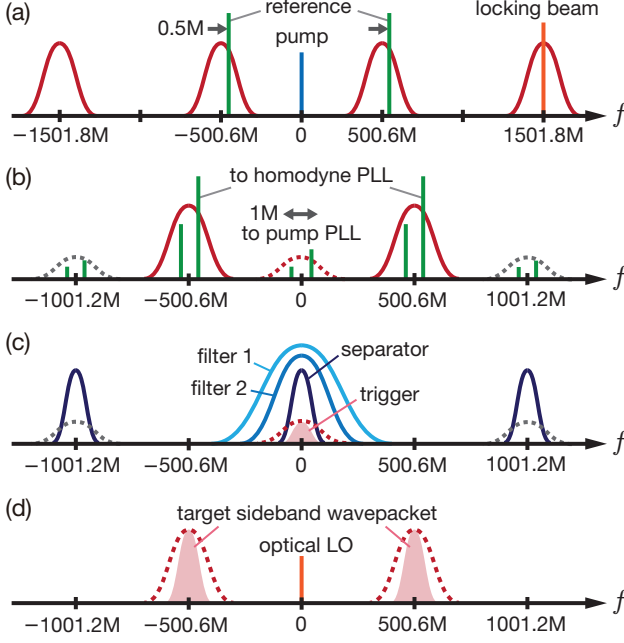 (a)
reference
locking beam
0.5M
pump
f
−1501.8M
−500.6M
0
500.6M
1501.8M
(b)
to homodyne PLL
1M
to pump PLL
f
−1001.2M
−500.6M
0
500.6M
1001.2M
(c)
filter 1
separator
filter 2
trigger
f
−1001.2M
−500.6M
0
500.6M
1001.2M
(d)
target sideband wavepacket
optical LO
f
−1001.2M
−500.6M
0
500.6M
1001.2M